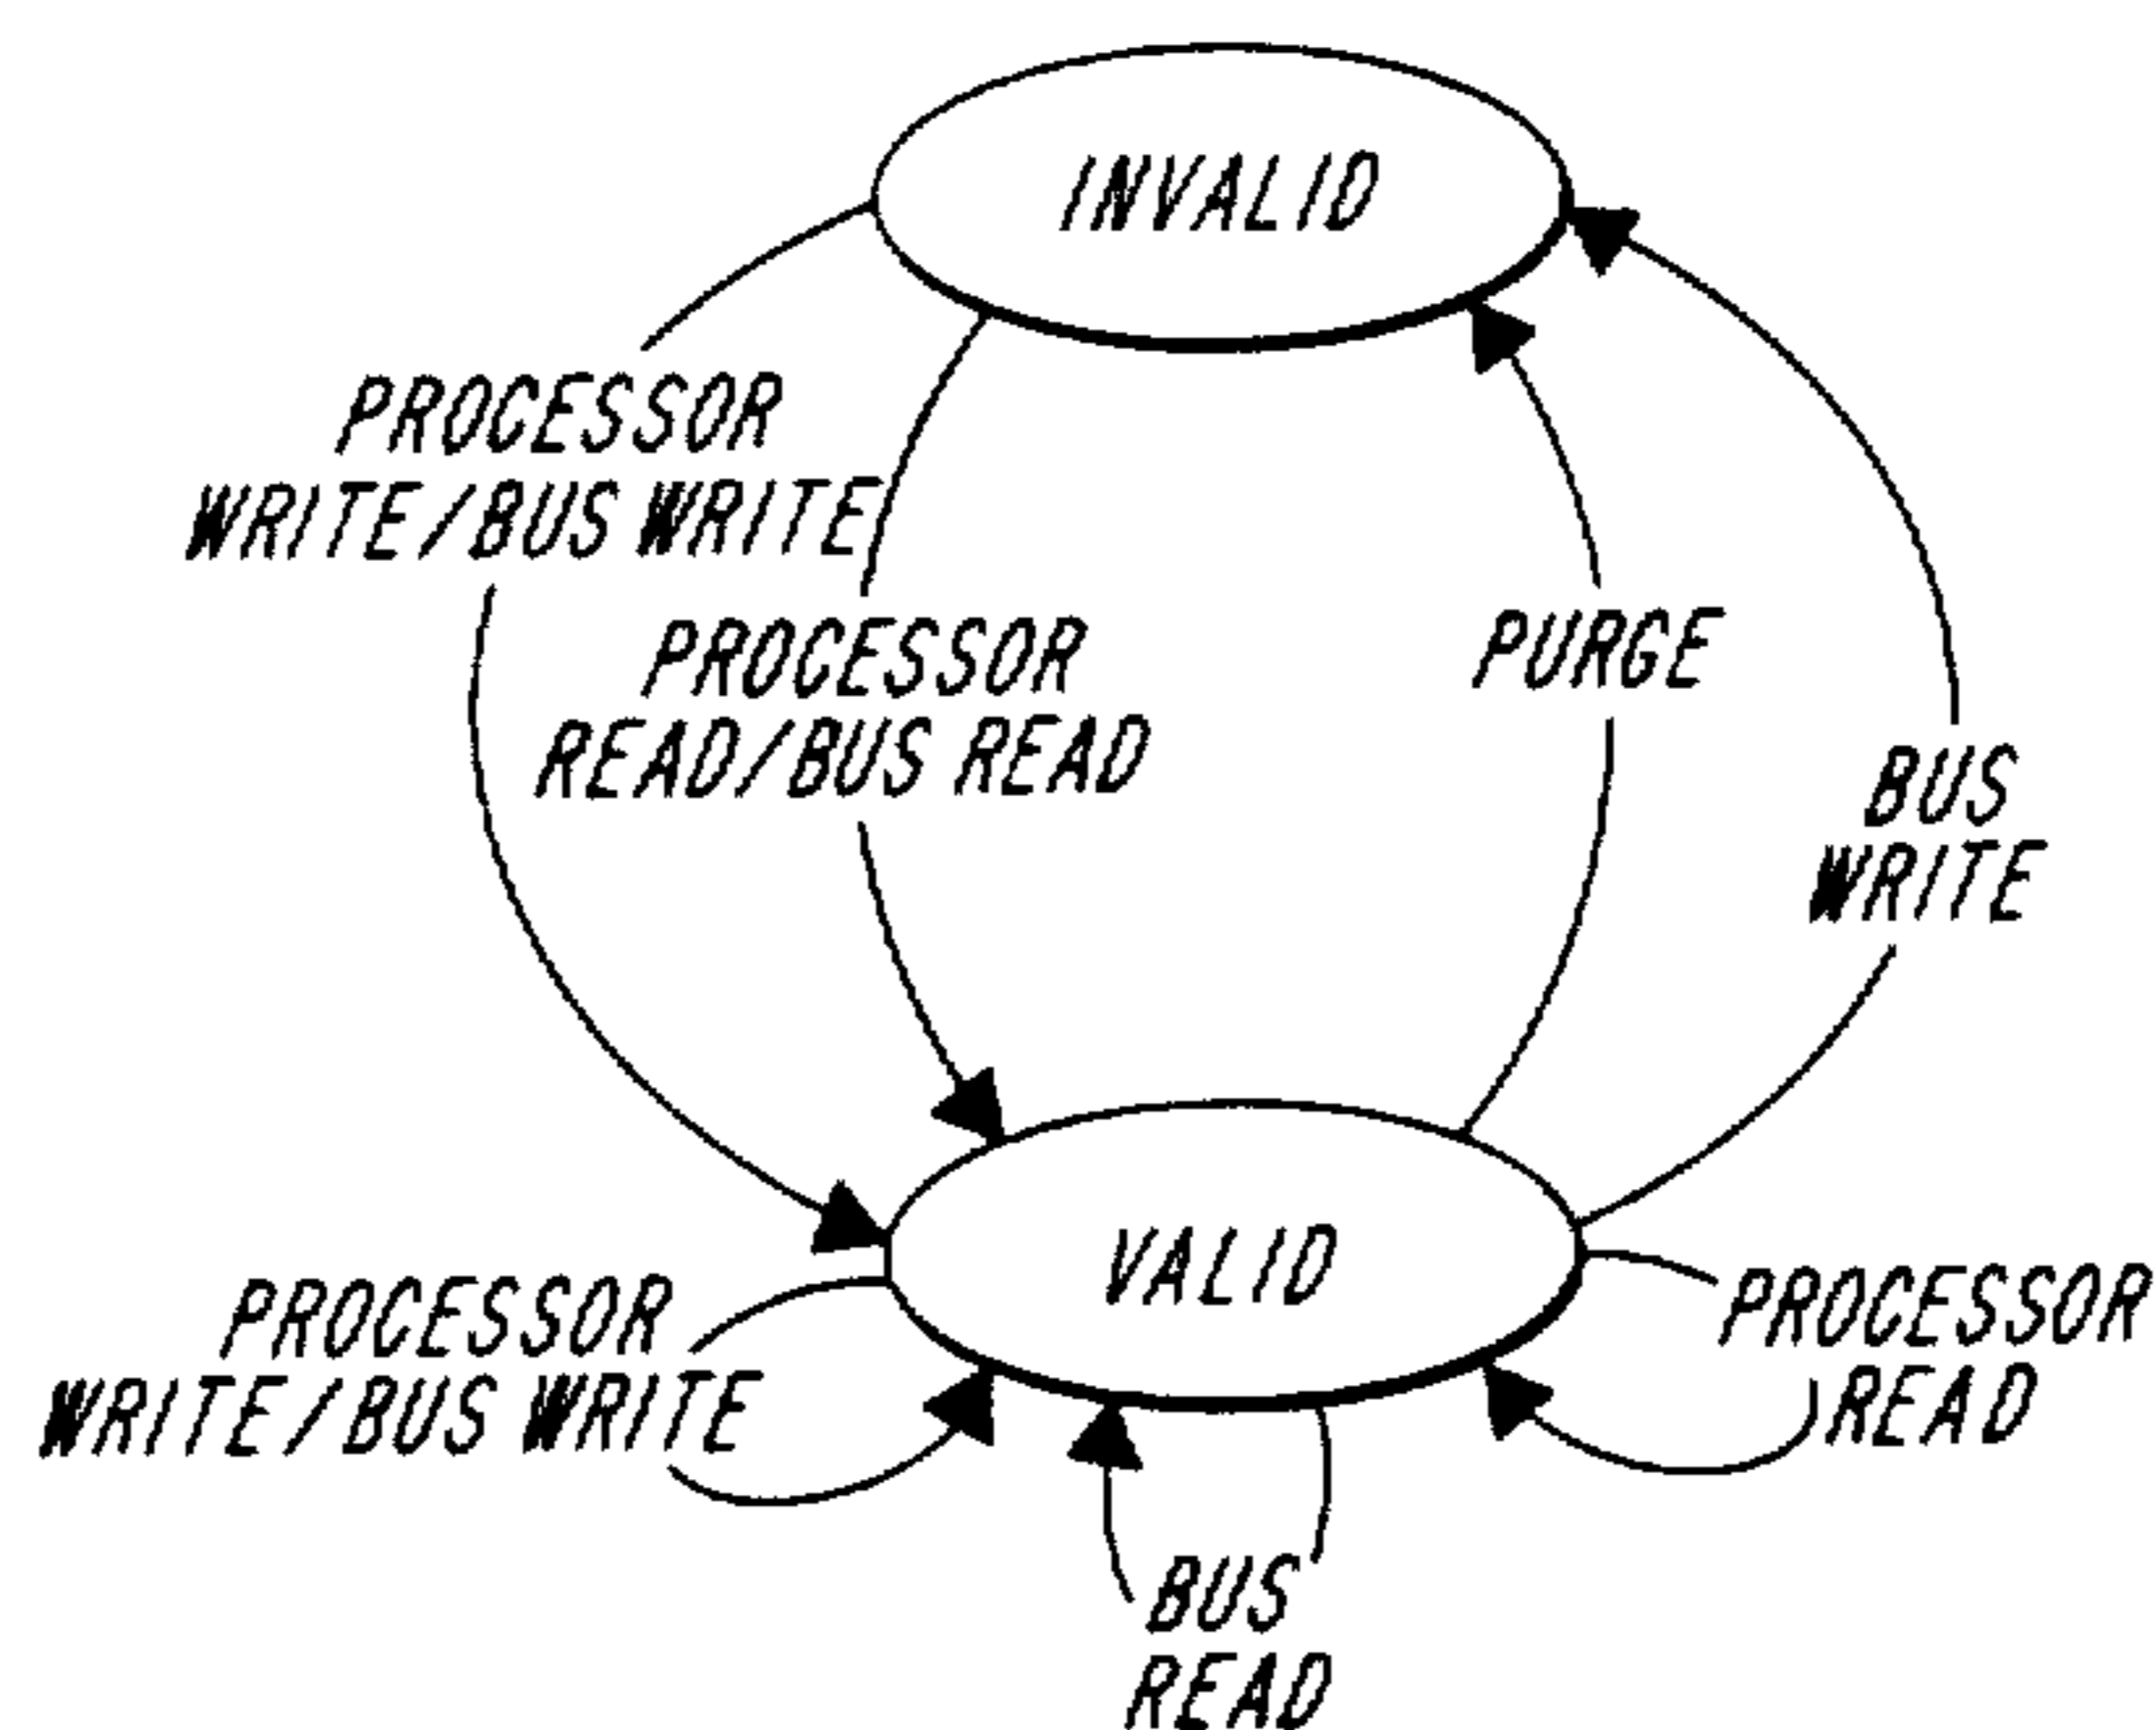 INVALID
PROCESSOR
WRITE/BUS WRITE
PROCESSOR
READ/BUS READ
PURGE
BUS
WRITE
VALID
PROCESSOR
WRITE/BUS WRITE
PROCESSOR
READ
BUS
READ